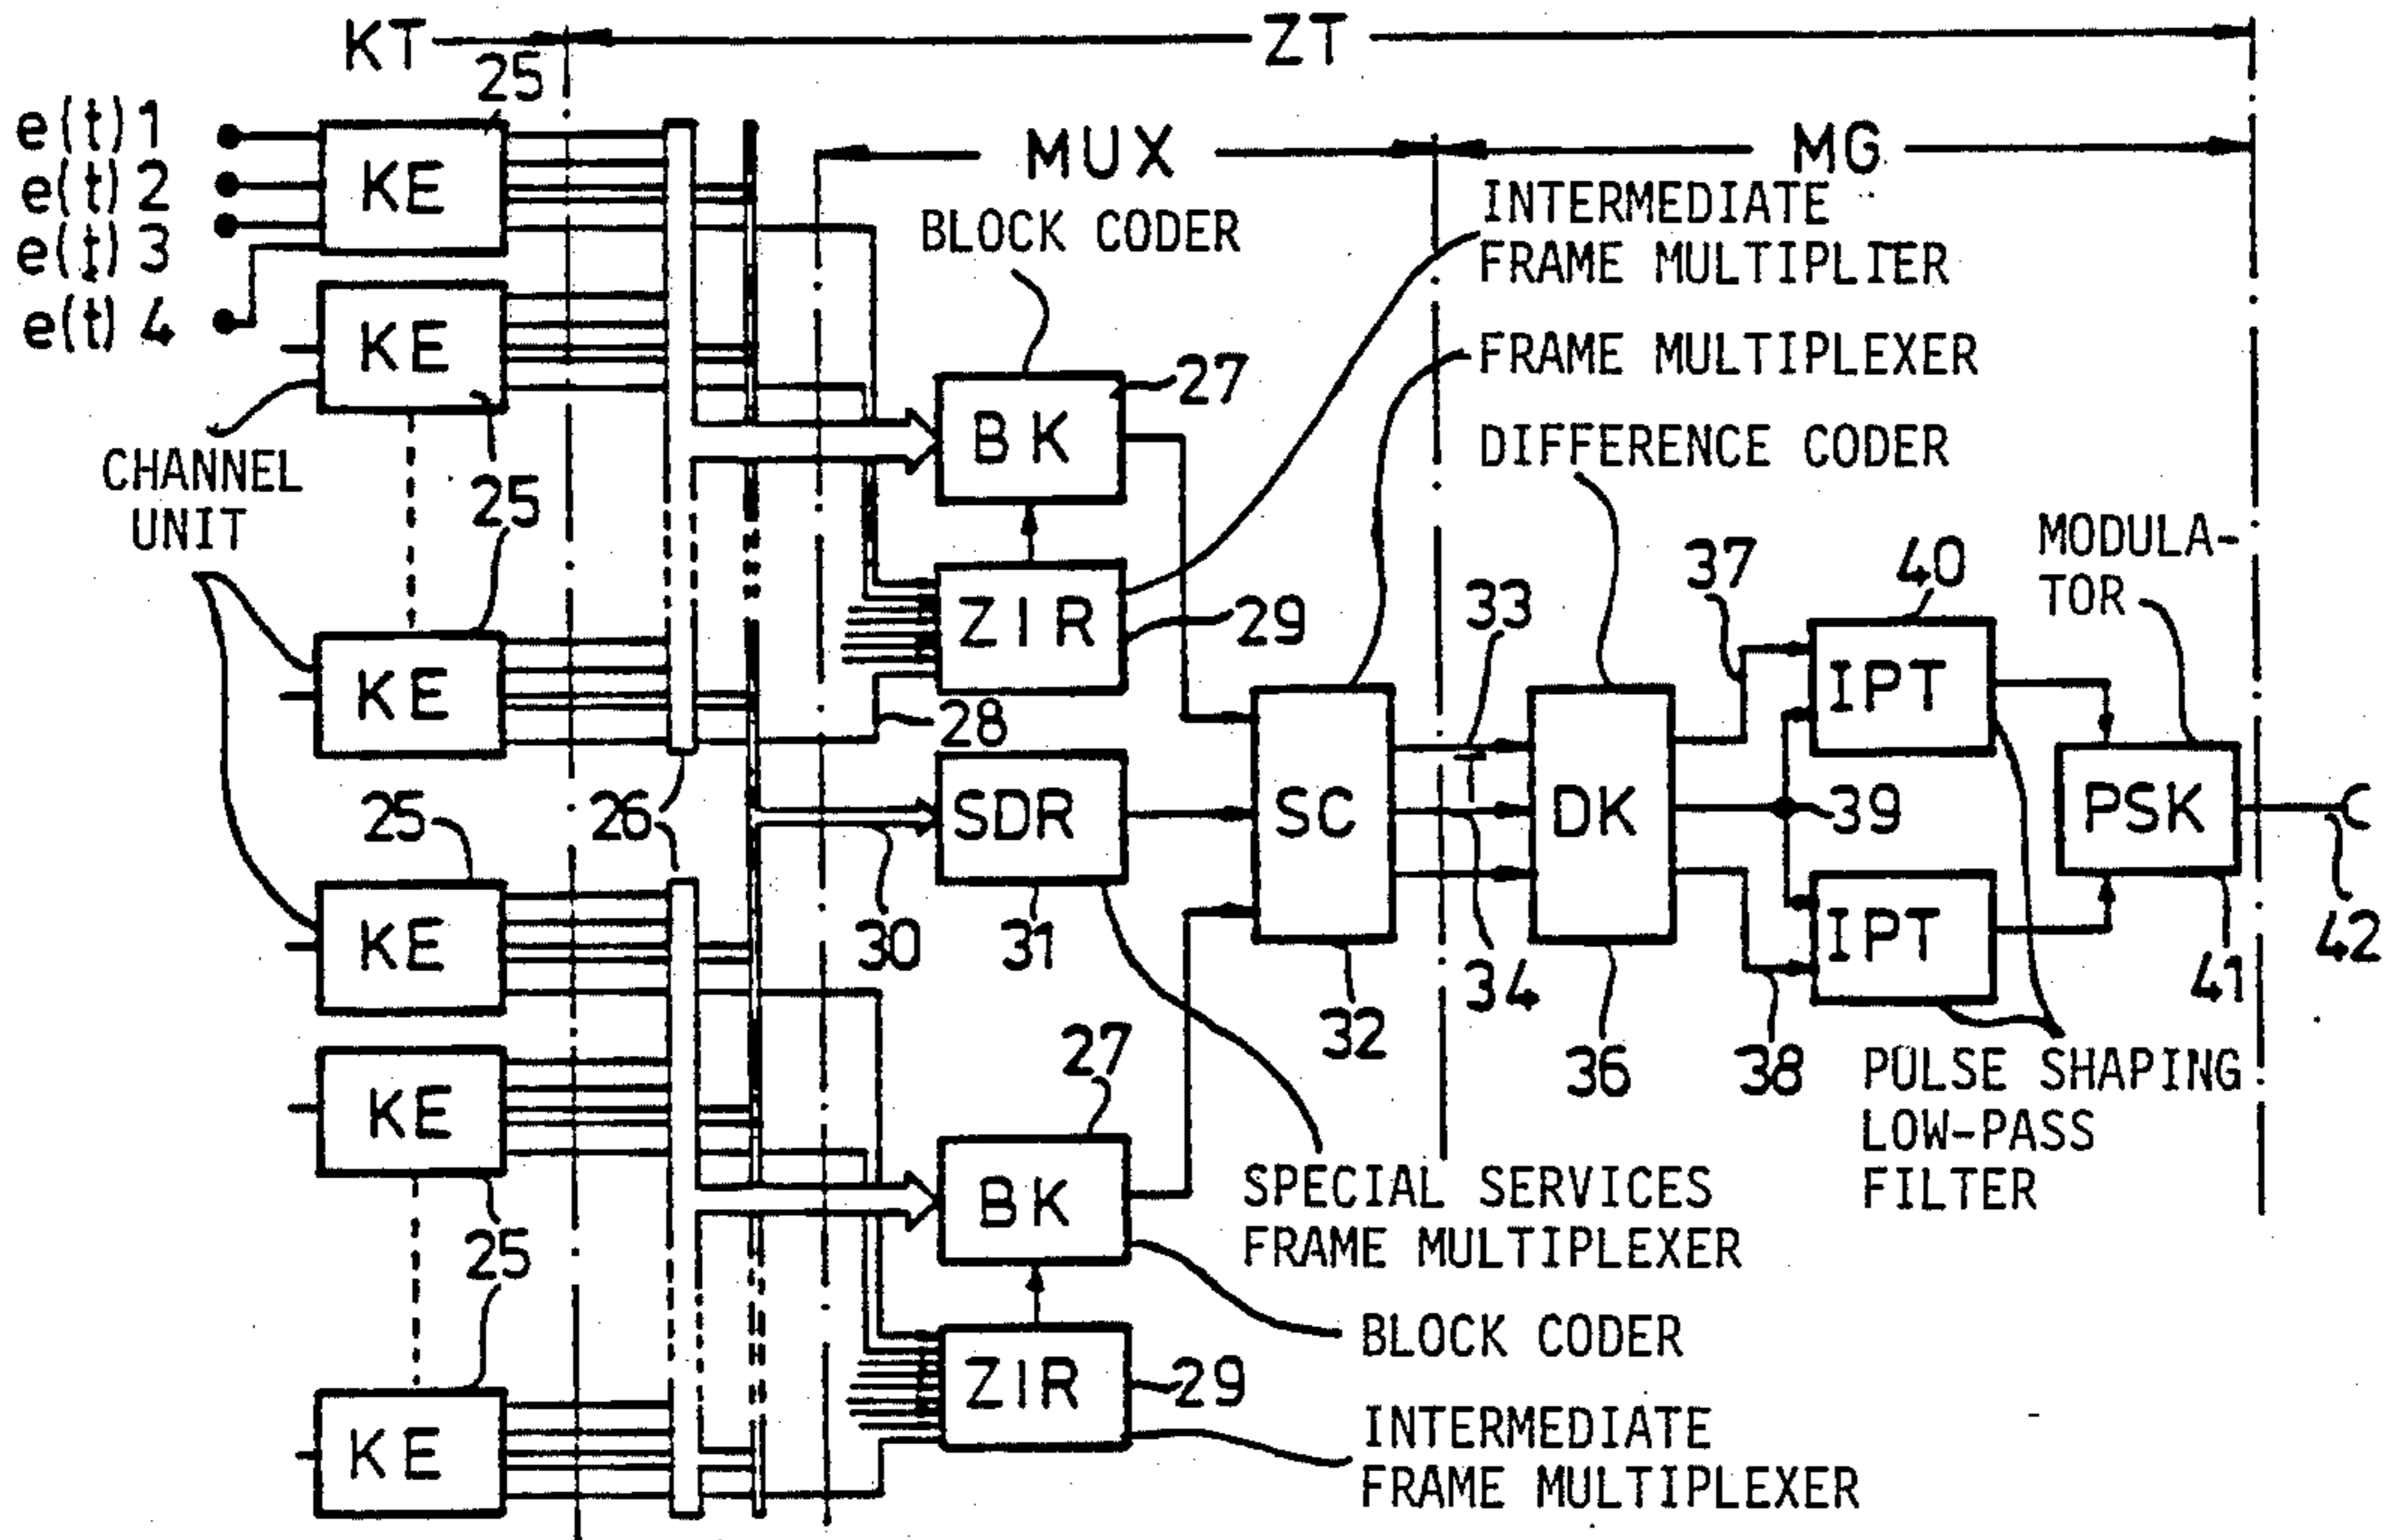 KT
ZT
25
e(t)1
e(t)2
e(t)3
e(t)4
KE
MUX
MG
BLOCK CODER
INTERMEDIATE
FRAME MULTIPLIER
KE
FRAME MULTIPLEXER
27
BK
DIFFERENCE CODER
CHANNEL
UNIT
25
MODULA-
TOR
37
40
33
ZIR
29
KE
IPT
28
25
26
SDR
SC
DK
39
PSK
KE
30
31
34
IPT
42
41
32
36
38
27
KE
PULSE SHAPING
LOW-PASS
FILTER
BK
SPECIAL SERVICES
FRAME MULTIPLEXER
25
BLOCK CODER
ZIR
29
KE
INTERMEDIATE
FRAME MULTIPLEXER